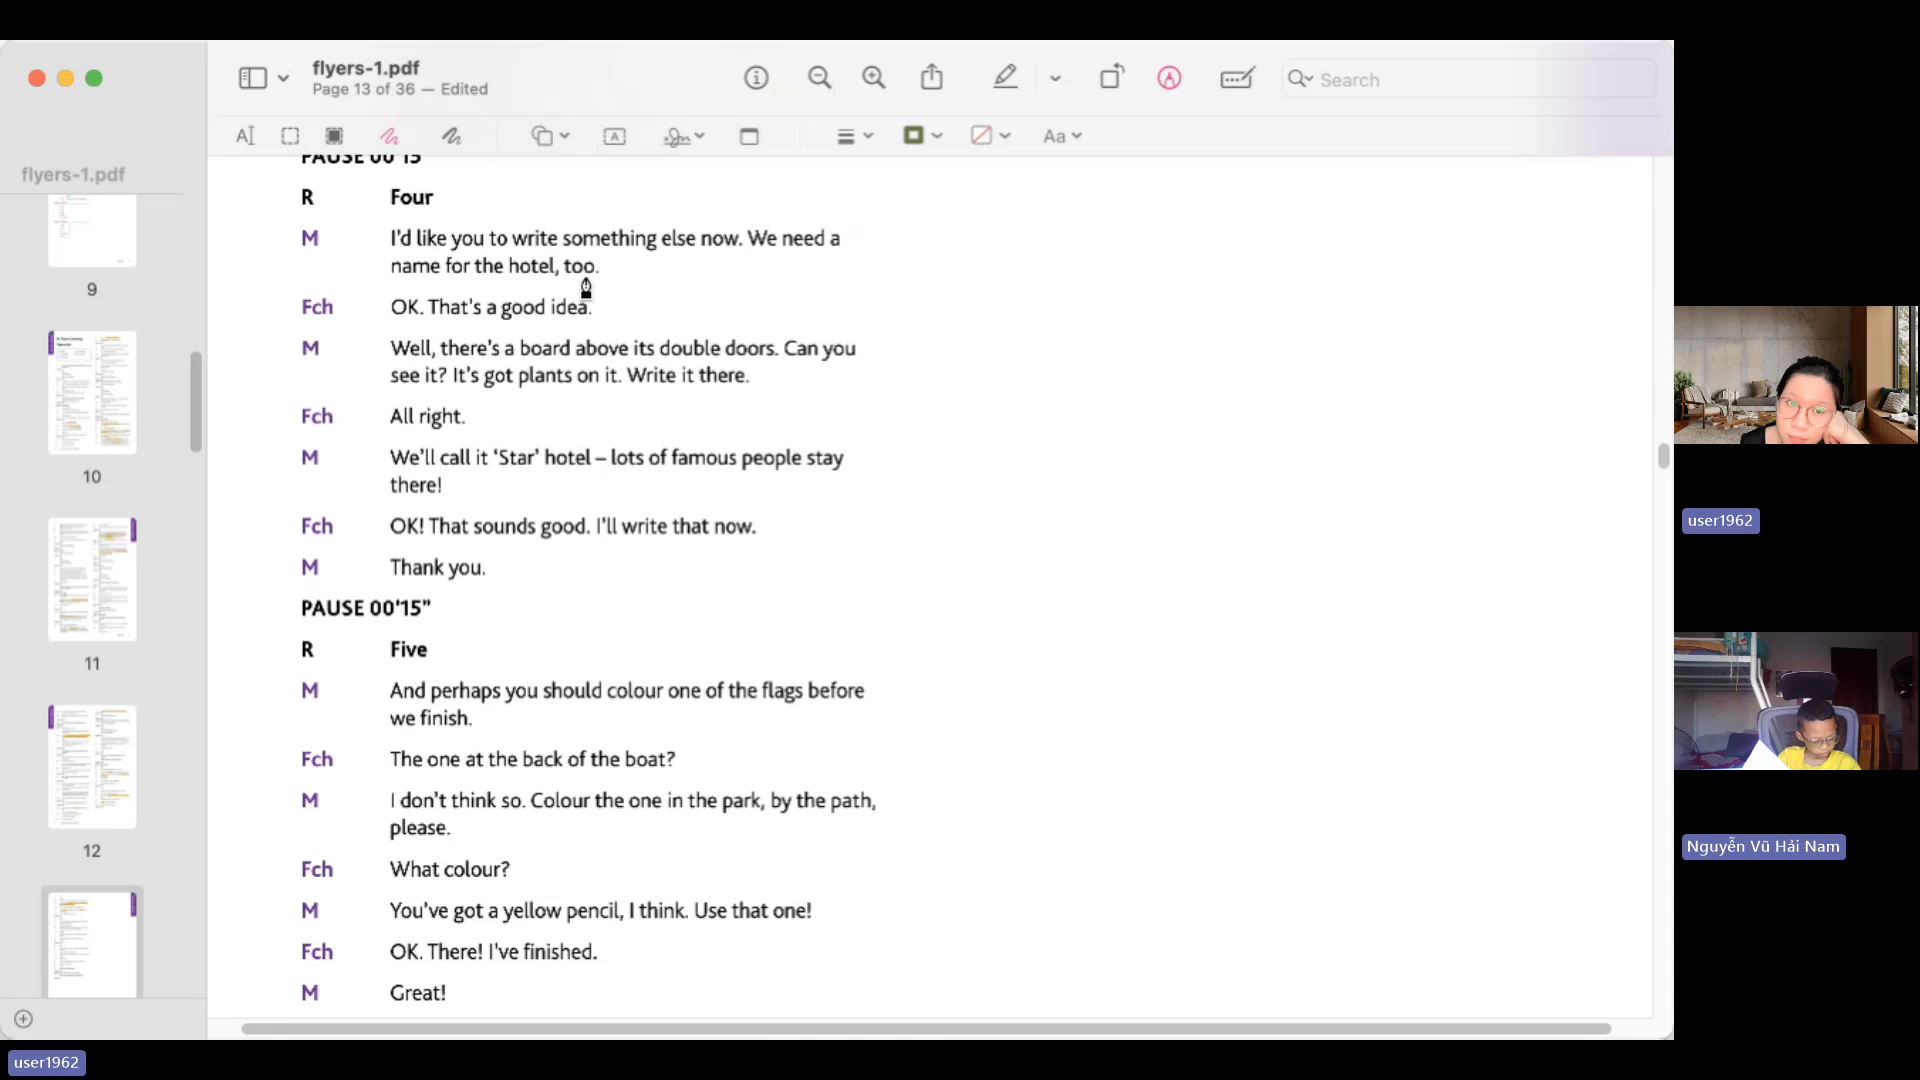 flyers-1.pdf
Page 13 of 36 — Edited
Search
Aa
flyers-1.pdf
9
10
11
12
PAUSE 00'15"
R Four
M I'd like you to write something else now. We need a
name for the hotel, too.
Fch OK. That's a good idea.
M Well, there's a board above its double doors. Can you
see it? It's got plants on it. Write it there.
Fch All right.
M We'll call it ‘Star’ hotel – lots of famous people stay
there!
Fch OK! That sounds good. I'll write that now.
M Thank you.
PAUSE 00'15"
R Five
M And perhaps you should colour one of the flags before
we finish.
Fch The one at the back of the boat?
M I don't think so. Colour the one in the park, by the path,
please.
Fch What colour?
M You've got a yellow pencil, I think. Use that one!
Fch OK. There! I've finished.
M Great!
user1962
Nguyễn Vũ Hải Nam
user1962